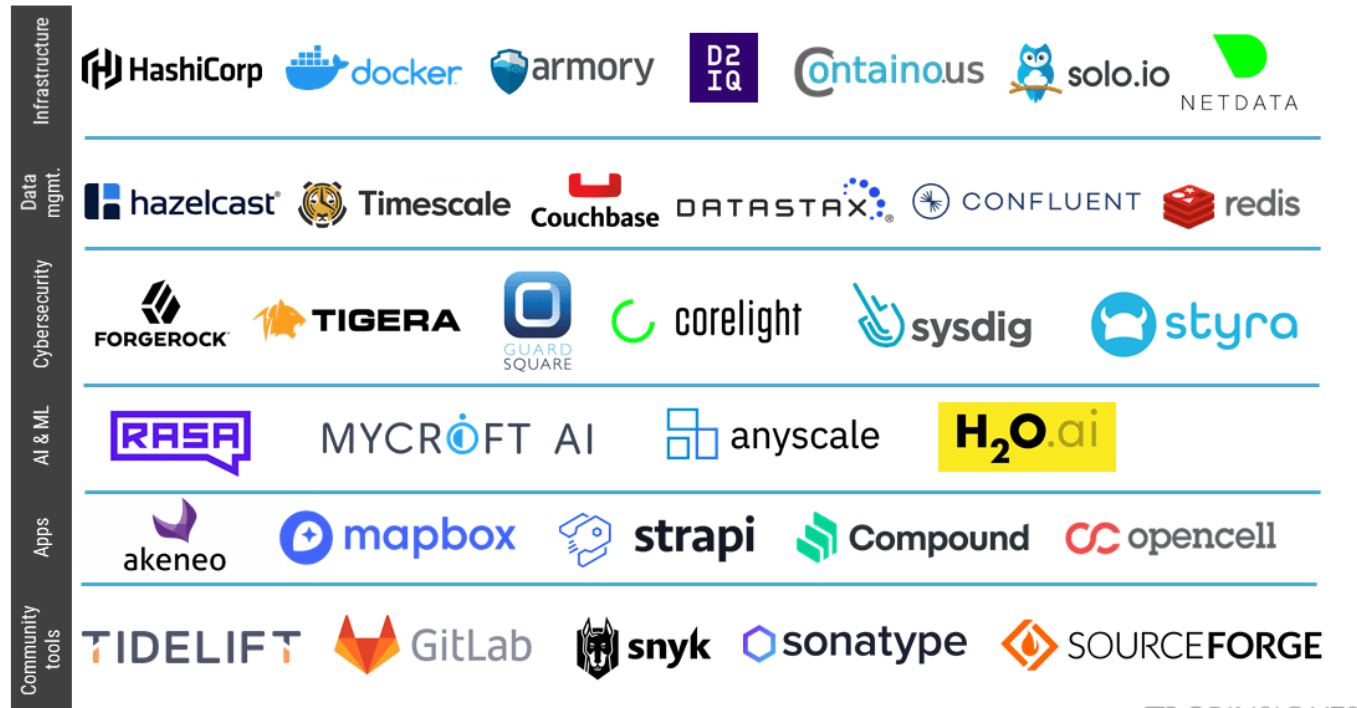 Infrastructure
HashiCorp
docker
armory
D2
IQ
Containo.us
solo.io
NETDATA
Data
mgmt.
hazelcast®
Timescale
Couchbase
DATASTAX®
CONFLUENT
redis
Cybersecurity
FORGEROCK
TIGERA
GUARD
SQUARE
corelight
sysdig
styra
AI & ML
RASA
MYCROFT AI
anyscale
H2O.ai
Apps
akeneo
mapbox
strapi
Compound
opencell
Community
tools
TIDELIFT
GitLab
snyk
sonatype
SOURCEFORGE